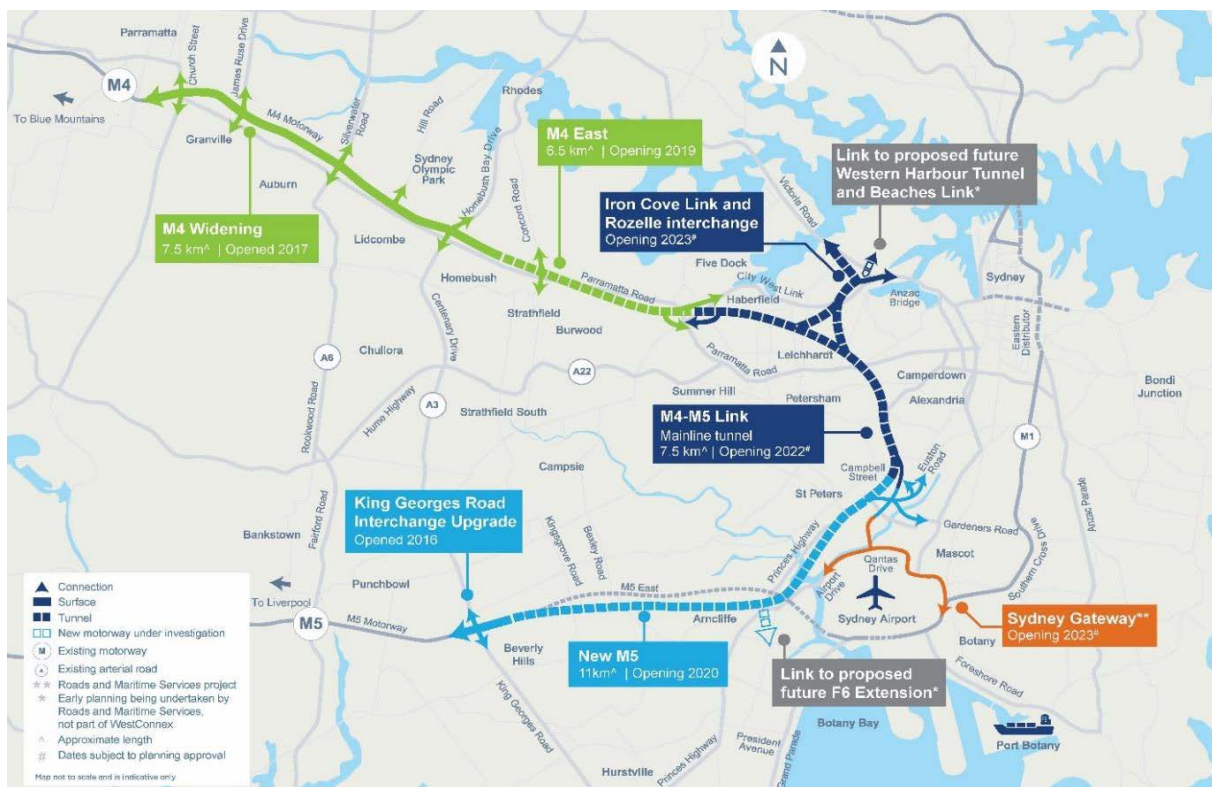 Parramatta
Church Street
James Ruse Drive
M4
To Blue Mountains
M4 Motorway
Silverwater
Road
Hill Road
Rhodes
Granville
Sydney
Olympic
Park
Homebush Bay Drive
Auburn
M4 Widening
7.5 km^ | Opened 2017
Lidcombe
Homebush
M4 East
6.5 km^ | Opening 2019
Concord Road
Victoria Road
Link to proposed future
Western Harbour Tunnel
and Beaches Link*
Iron Cove Link and
Rozelle interchange
Opening 2023#
Five Dock
City West Link
Parramatta Road
Haberfield
Anzac
Bridge
Sydney
Eastern
Distributor
Strathfield
Burwood
Centenary Drive
Leichhardt
Parramatta Road
A6
Chullora
A22
Summer Hill
Petersham
Camperdown
Alexandria
Bondi
Junction
Hume Highway
A3
Strathfield South
Rookwood Road
M4-M5 Link
Mainline tunnel
7.5 km^ | Opening 2022#
M1
Campsie
Campbell
Street
Euston
Road
St Peters
Anzac Parade
King Georges Road
Interchange Upgrade
Opened 2016
Fairford Road
Bankstown
Kingsgrove Road
Bexley Road
Princes Highway
Gardeners Road
Mascot
Southern Cross Drive
Qantas
Drive
Airport
Drive
Punchbowl
M5 East
To Liverpool
M5
M5 Motorway
Arncliffe
Sydney Airport
Botany
Sydney Gateway**
Opening 2023#
Beverly
Hills
New M5
11km^ | Opening 2020
Link to proposed
future F6 Extension*
Foreshore Road
King Georges Road
Botany Bay
Port Botany
President
Avenue
Grand Parade
Princes Highway
Hurstville
N
Connection
Surface
Tunnel
New motorway under investigation
M Existing motorway
A Existing arterial road
** Roads and Maritime Services project
* Early planning being undertaken by
Roads and Maritime Services,
not part of WestConnex
^ Approximate length
# Dates subject to planning approval
Map not to scale and is indicative only